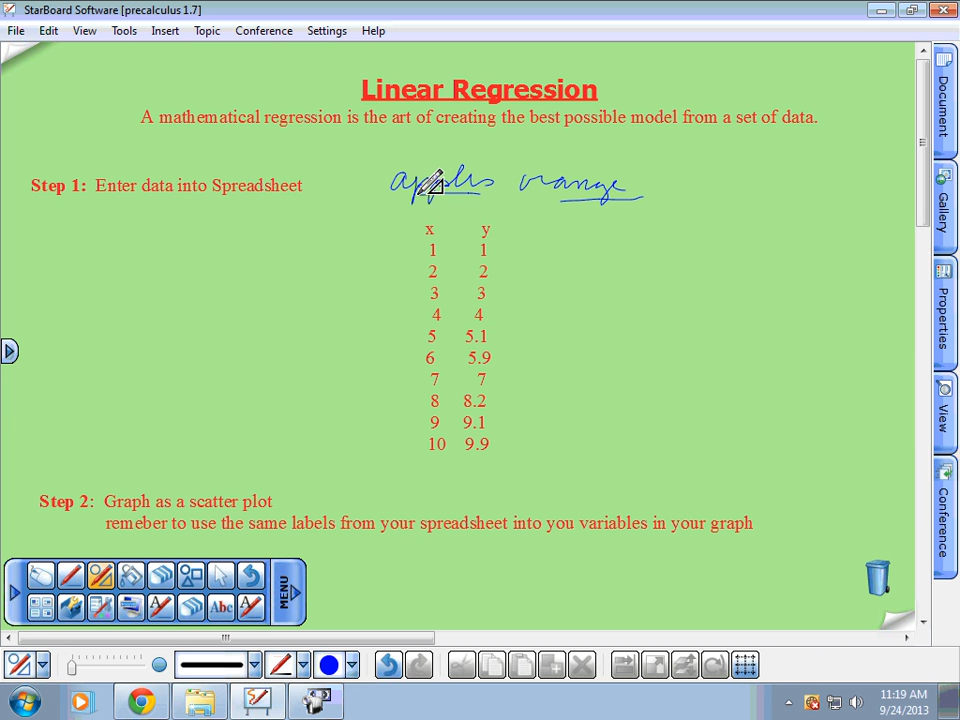 StarBoard Software [precalculus 1.7]
File Edit View Tools Insert Topic Conference Settings Help
Linear Regression
A mathematical regression is the art of creating the best possible model from a set of data.
Step 1: Enter data into Spreadsheet
apples orange
x y
1 1
2 2
3 3
4 4
5 5.1
6 5.9
7 7
8 8.2
9 9.1
10 9.9
Step 2: Graph as a scatter plot
remeber to use the same labels from your spreadsheet into you variables in your graph
Document
Gallery
Properties
View
Conference
Abc
MENU
11:19 AM
9/24/2013